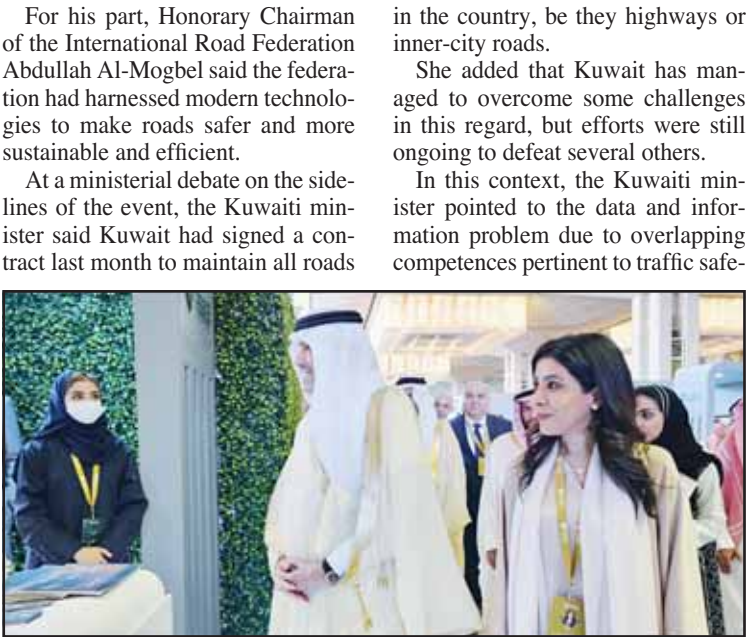 For his part, Honorary Chairman
of the International Road Federation
Abdullah Al-Mogbel said the federa-
tion had harnessed modern technolo-
gies to make roads safer and more
sustainable and efficient.
At a ministerial debate on the side-
lines of the event, the Kuwaiti min-
ister said Kuwait had signed a con-
tract last month to maintain all roads
in the country, be they highways or
inner-city roads.
She added that Kuwait has man-
aged to overcome some challenges
in this regard, but efforts were still
ongoing to defeat several others.
In this context, the Kuwaiti min-
ister pointed to the data and infor-
mation problem due to overlapping
competences pertinent to traffic safe-